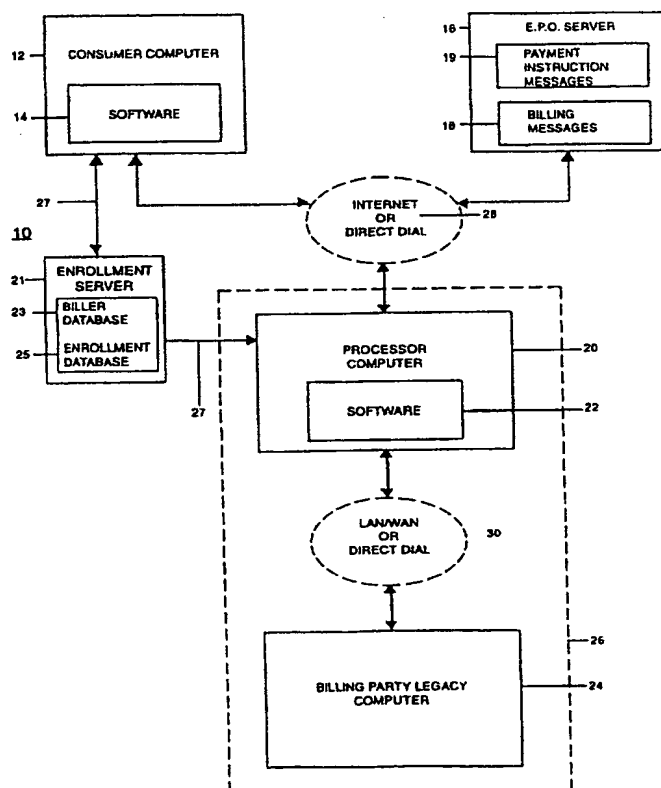 12
CONSUMER COMPUTER
14
SOFTWARE
16
E.P.O. SERVER
19
PAYMENT
INSTRUCTION
MESSAGES
18
BILLING
MESSAGES
27
10
INTERNET
OR
DIRECT DIAL
28
21
ENROLLMENT
SERVER
23
BILLER
DATABASE
25
ENROLLMENT
DATABASE
27
PROCESSOR
COMPUTER
20
SOFTWARE
22
LAN/WAN
OR
DIRECT DIAL
30
26
BILLING PARTY LEGACY
COMPUTER
24